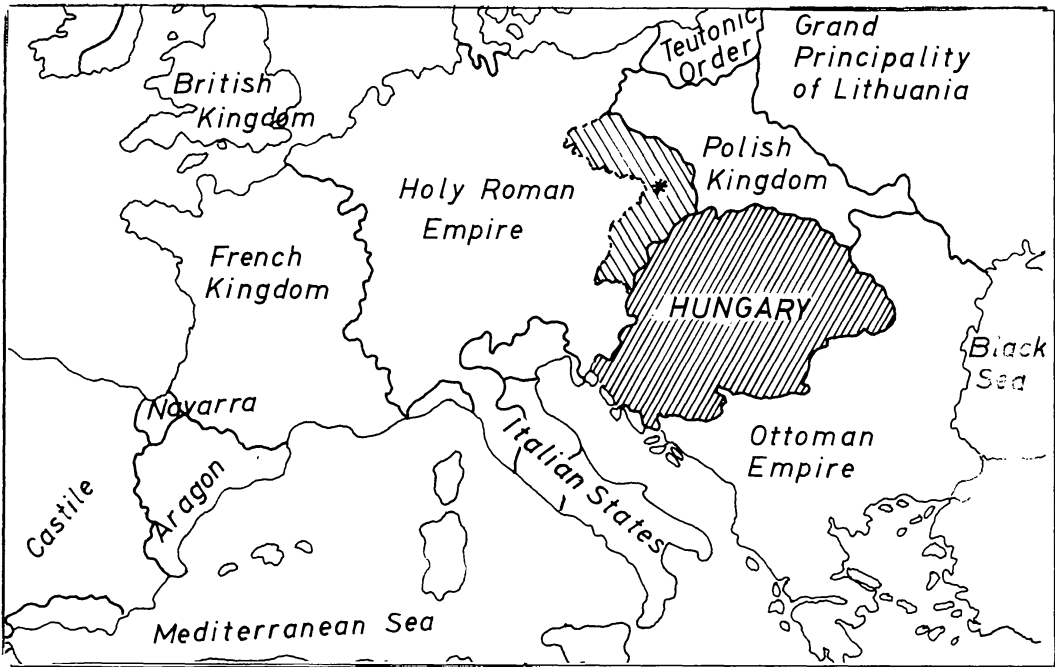 Teutonic
Order
Grand
Principality
of Lithuania
British
Kingdom
Polish
Kingdom
Holy Roman
Empire
French
Kingdom
HUNGARY
Black
Sea
Navarra
Ottoman
Empire
Italian States
Aragon
Castile
Mediterranean Sea